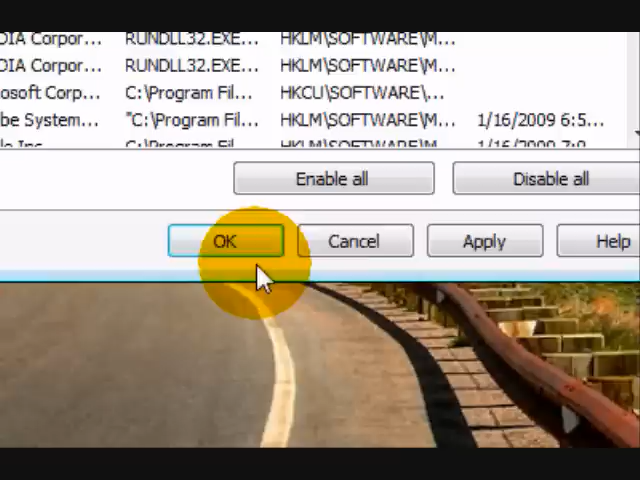 DIA Corpor... RUNDLL32.EXE... HKLM\SOFTWARE\M...
DIA Corpor... RUNDLL32.EXE... HKLM\SOFTWARE\M...
osoft Corp... C:\Program Fil... HKCU\SOFTWARE\...
be System... "C:\Program Fil... HKLM\SOFTWARE\M... 1/16/2009 6:5...
Enable all Disable all
OK Cancel Apply Help